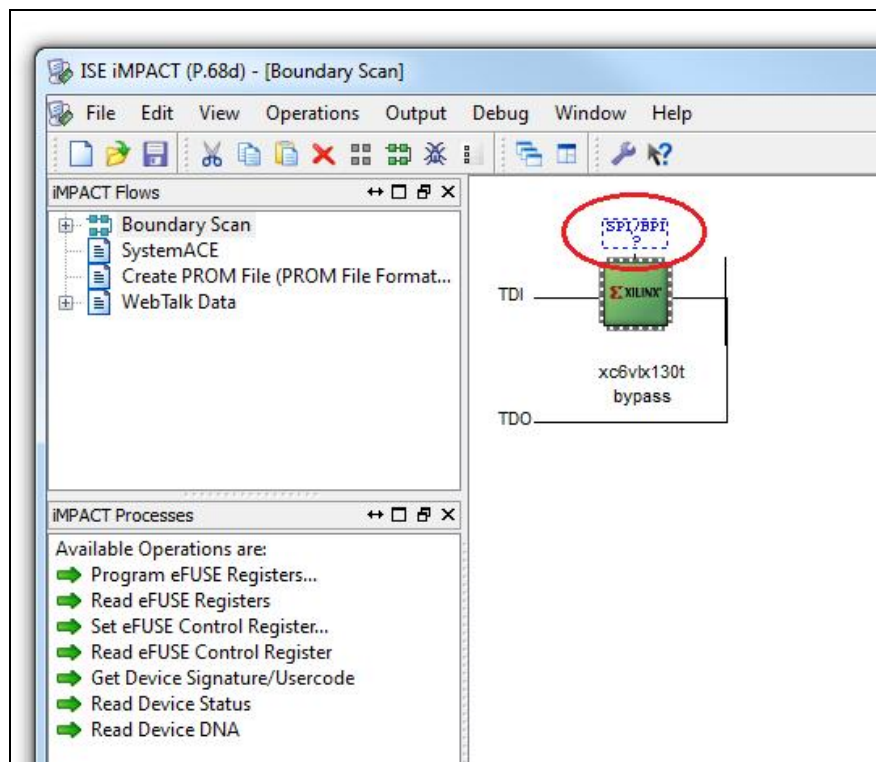 ISE iMPACT (P.68d) - [Boundary Scan]
File Edit View Operations Output Debug Window Help
iMPACT Flows
Boundary Scan
SystemACE
Create PROM File (PROM File Format...
WebTalk Data
SPI/BPI
?
TDI
XILINX
xc6vlx130t
bypass
TDO
iMPACT Processes
Available Operations are:
Program eFUSE Registers...
Read eFUSE Registers
Set eFUSE Control Register...
Read eFUSE Control Register
Get Device Signature/Usercode
Read Device Status
Read Device DNA